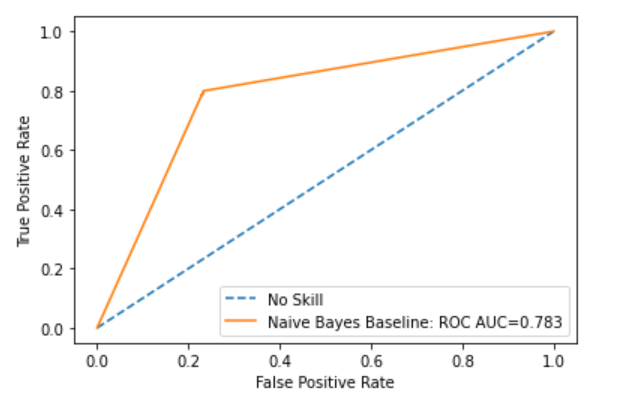 1.0
0.8
0.6
0.4
0.2
0.0
True Positive Rate
No Skill
Naive Bayes Baseline: ROC AUC=0.783
0.0 0.2 0.4 0.6 0.8 1.0
False Positive Rate